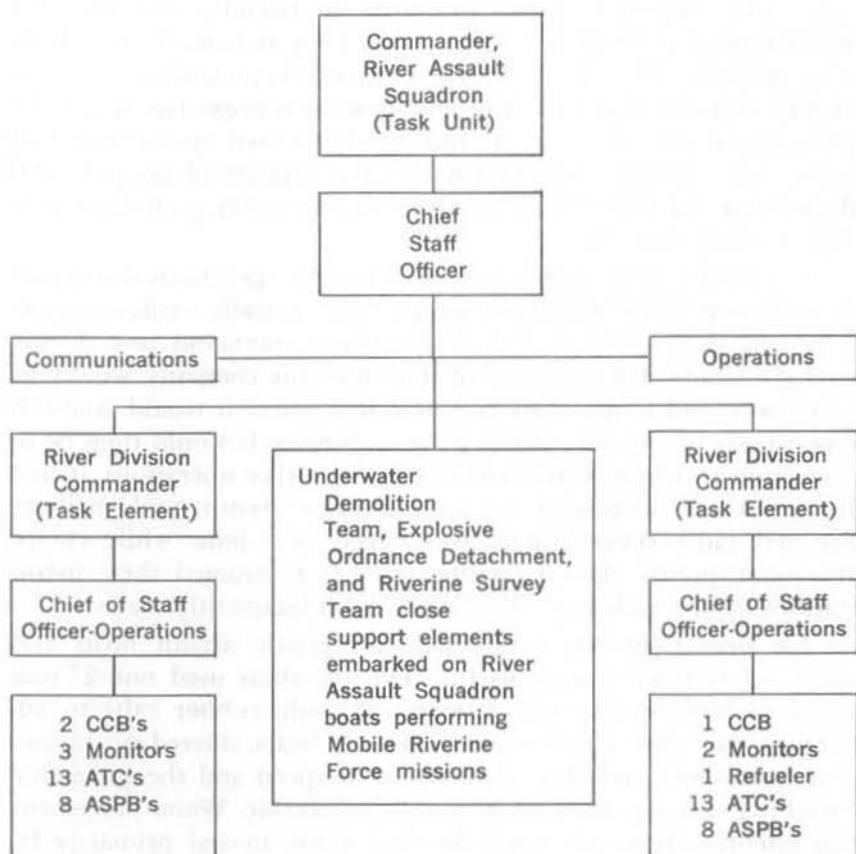 Commander,
River Assault
Squadron
(Task Unit)
Chief
Staff
Officer
Communications
Operations
River Division
Commander
(Task Element)
Chief of Staff
Officer-Operations
2 CCB's
3 Monitors
13 ATC's
8 ASPB's
Underwater
Demolition
Team, Explosive
Ordnance Detachment,
and Riverine Survey
Team close
support elements
embarked on River
Assault Squadron
boats performing
Mobile Riverine
Force missions
River Division
Commander
(Task Element)
Chief of Staff
Officer-Operations
1 CCB
2 Monitors
1 Refueler
13 ATC's
8 ASPB's